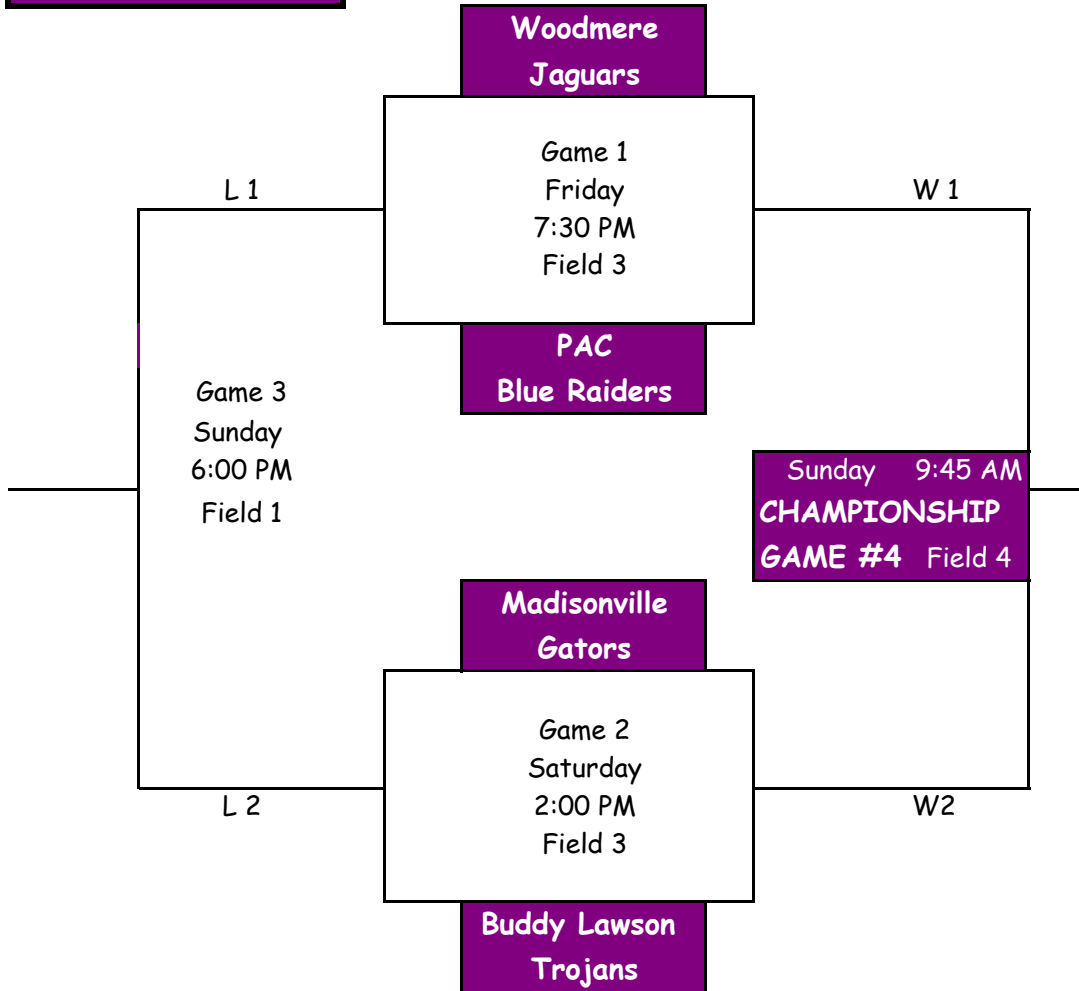 Woodmere
Jaguars
Game 1
Friday
7:30 PM
Field 3
L 1
W 1
PAC
Blue Raiders
Game 3
Sunday
6:00 PM
Field 1
Sunday 9:45 AM
CHAMPIONSHIP
GAME #4 Field 4
Madisonville
Gators
Game 2
Saturday
2:00 PM
Field 3
L 2
W2
Buddy Lawson
Trojans